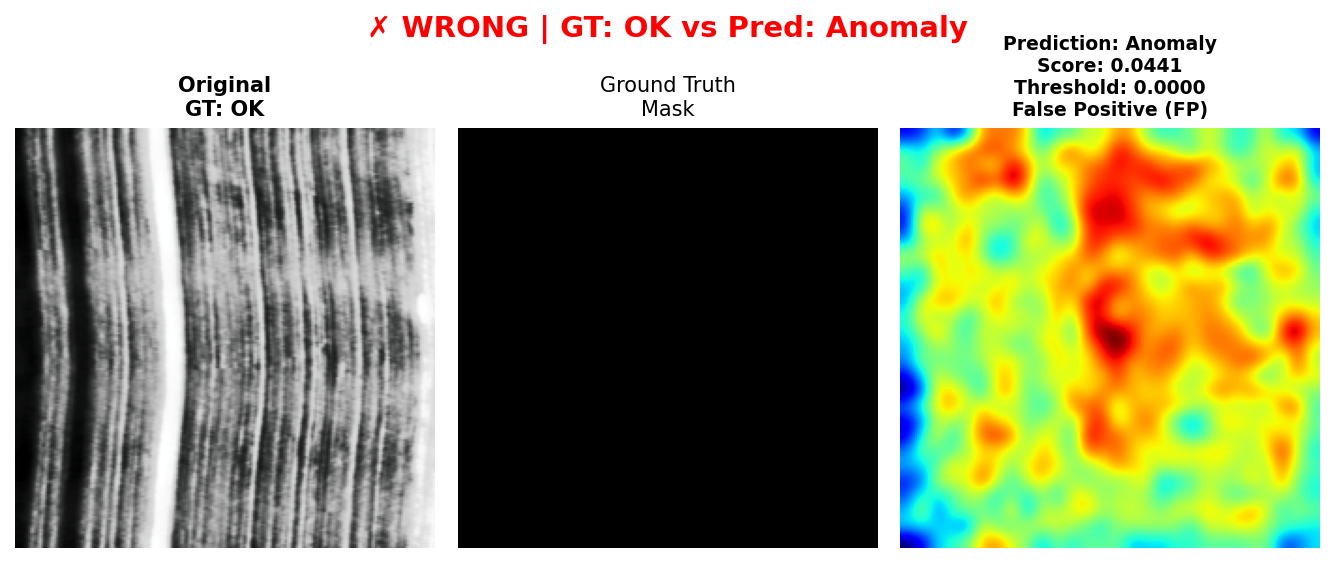 ✗ WRONG | GT: OK vs Pred: Anomaly
Original
GT: OK
Ground Truth
Mask
Prediction: Anomaly
Score: 0.0441
Threshold: 0.0000
False Positive (FP)